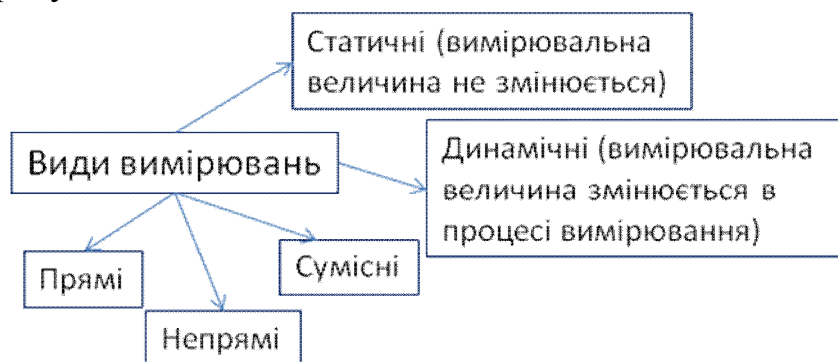 Статичні (вимірювальна
величина не змінюється)
Види вимірювань
Динамічні (вимірювальна
величина змінюється в
процесі вимірювання)
Прямі
Сумісні
Непрямі